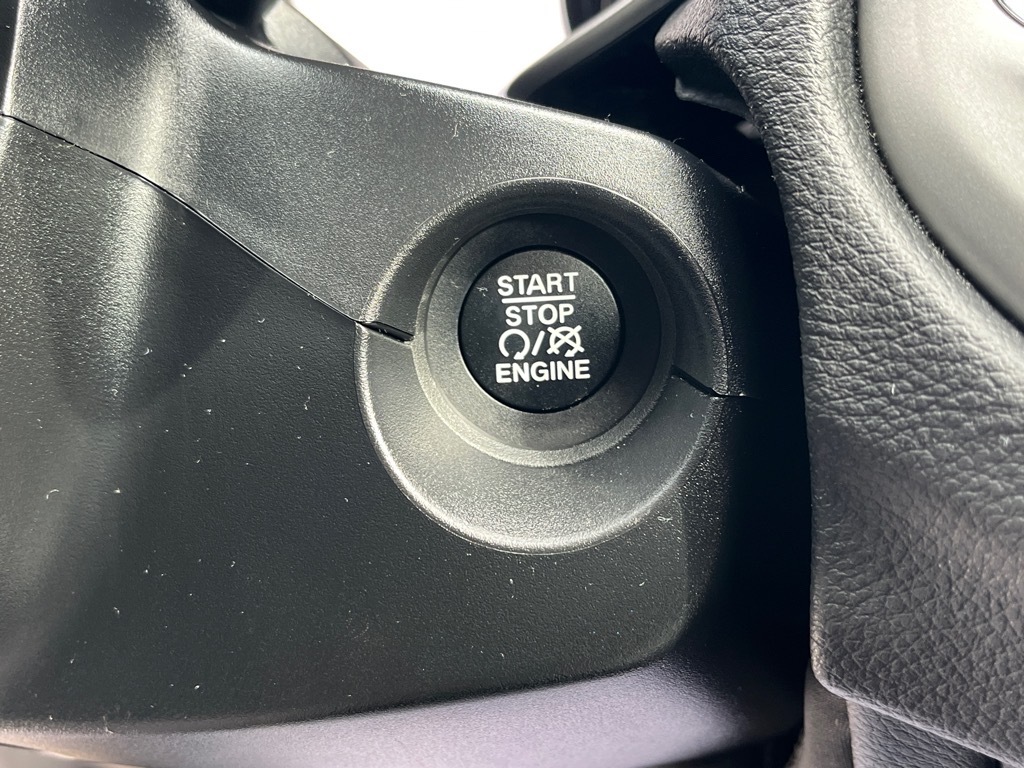 START
STOP
/
ENGINE